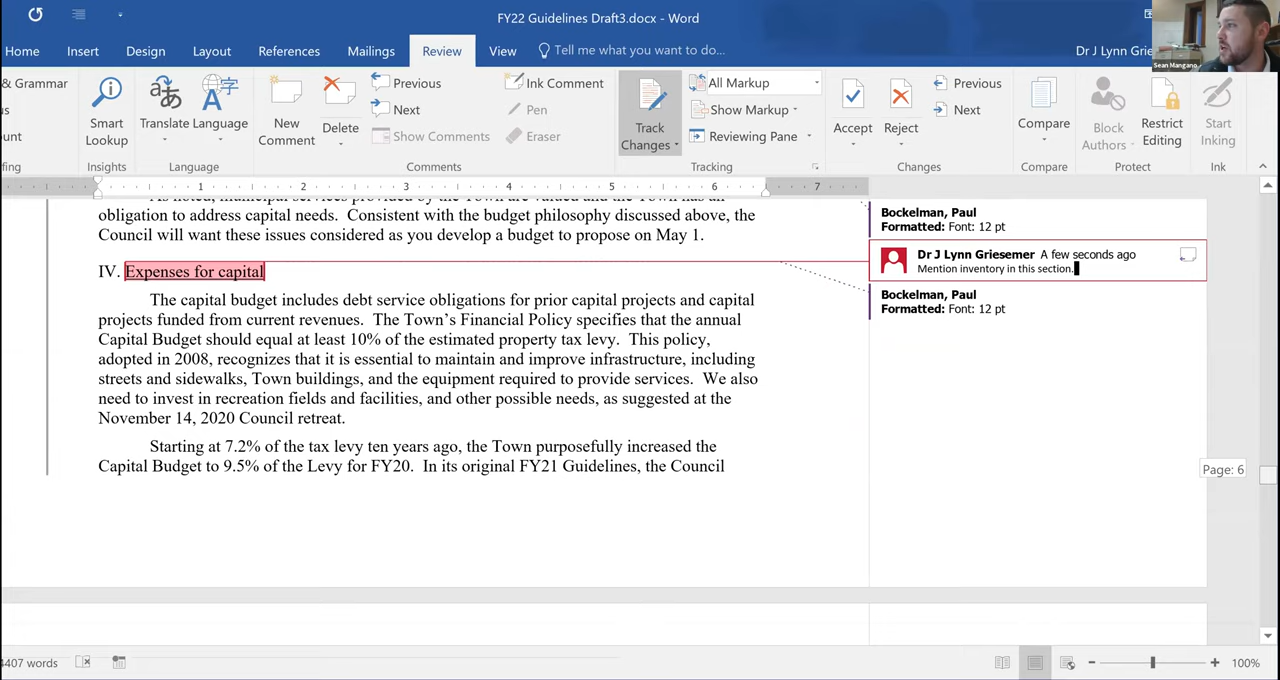 FY22 Guidelines Draft3.docx - Word
Home Insert Design Layout References Mailings Review View Tell me what you want to do...
Dr J Lynn Grie
Sean Mangano
& Grammar
Smart Lookup
Insights
Translate Language
Language
New Comment
Delete
Previous
Next
Show Comments
Comments
Ink Comment
Pen
Eraser
Track Changes
All Markup
Show Markup
Reviewing Pane
Tracking
Accept
Reject
Previous
Next
Changes
Compare
Compare
Block Authors
Restrict Editing
Protect
Start Inking
Ink
1 2 3 4 5 6 7
obligation to address capital needs. Consistent with the budget philosophy discussed above, the
Council will want these issues considered as you develop a budget to propose on May 1.
IV. Expenses for capital
The capital budget includes debt service obligations for prior capital projects and capital
projects funded from current revenues. The Town’s Financial Policy specifies that the annual
Capital Budget should equal at least 10% of the estimated property tax levy. This policy,
adopted in 2008, recognizes that it is essential to maintain and improve infrastructure, including
streets and sidewalks, Town buildings, and the equipment required to provide services. We also
need to invest in recreation fields and facilities, and other possible needs, as suggested at the
November 14, 2020 Council retreat.
Starting at 7.2% of the tax levy ten years ago, the Town purposefully increased the
Capital Budget to 9.5% of the Levy for FY20. In its original FY21 Guidelines, the Council
Bockelman, Paul
Formatted: Font: 12 pt
Dr J Lynn Griesemer A few seconds ago
Mention inventory in this section.
Bockelman, Paul
Formatted: Font: 12 pt
Page: 6
4407 words
100%